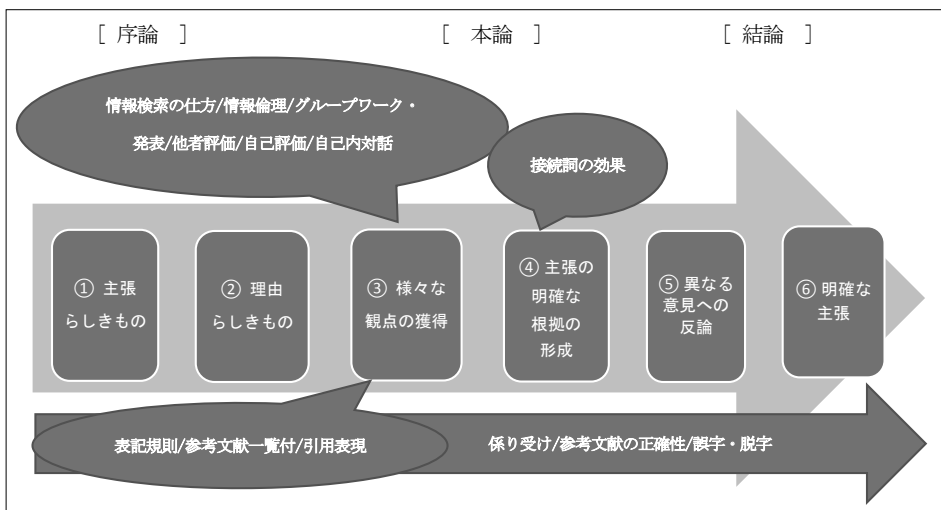 [ 序論 ]
[ 本論 ]
[ 結論 ]
情報検索の仕方/情報倫理/グループワーク・
発表/他者評価/自己評価/自己内対話
接続詞の効果
① 主張
らしきもの
② 理由
らしきもの
③ 様々な
観点の獲得
④ 主張の
明確な
根拠の
形成
⑤ 異なる
意見への
反論
⑥ 明確な
主張
表記規則/参考文献一覧付/引用表現
係り受け/参考文献の正確性/誤字・脱字